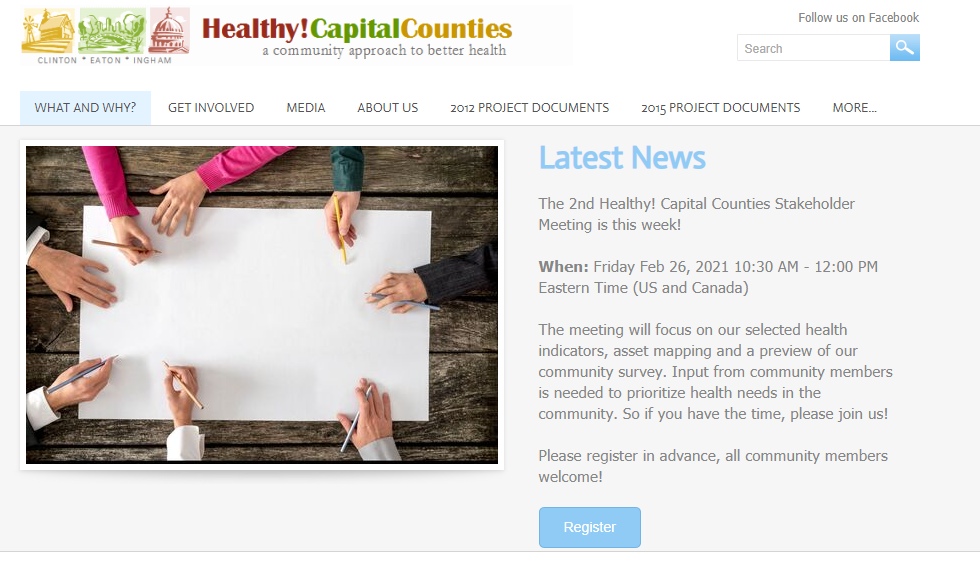 Follow us on Facebook
Healthy!CapitalCounties
a community approach to better health
CLINTON * EATON * INGHAM
Search
WHAT AND WHY?
GET INVOLVED
MEDIA
ABOUT US
2012 PROJECT DOCUMENTS
2015 PROJECT DOCUMENTS
MORE...
Latest News
The 2nd Healthy! Capital Counties Stakeholder
Meeting is this week!
When: Friday Feb 26, 2021 10:30 AM - 12:00 PM
Eastern Time (US and Canada)
The meeting will focus on our selected health
indicators, asset mapping and a preview of our
community survey. Input from community members
is needed to prioritize health needs in the
community. So if you have the time, please join us!
Please register in advance, all community members
welcome!
Register